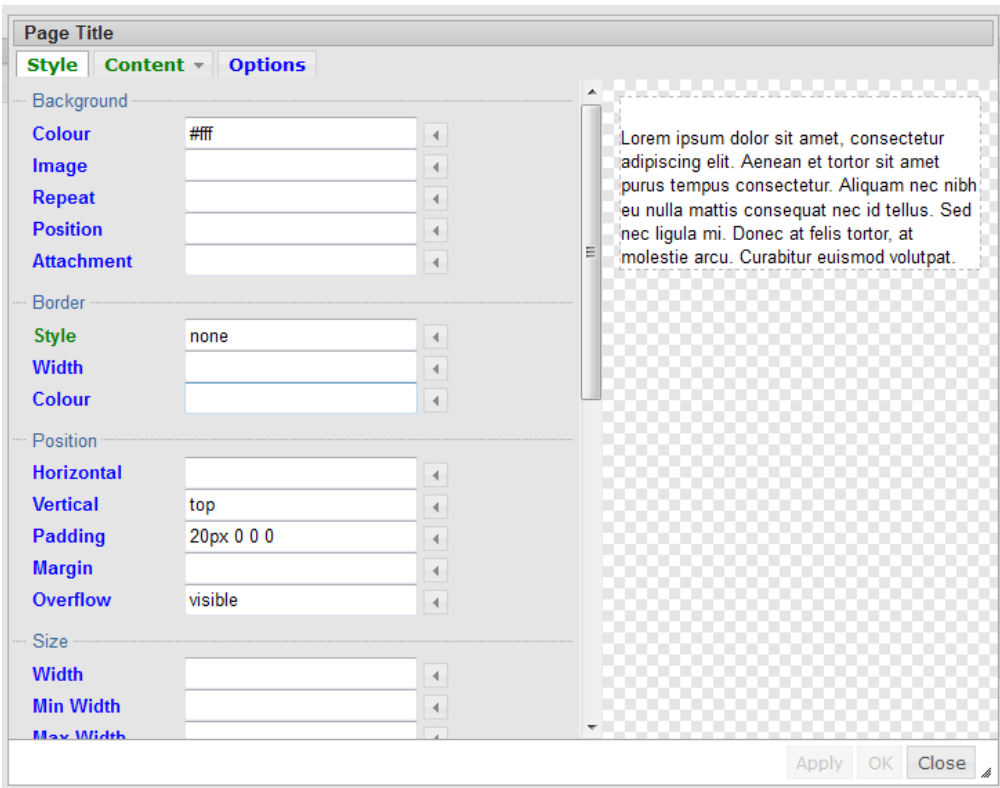 Page Title
Style Content Options
Background
Colour #fff
Image
Repeat
Position
Attachment
Border
Style none
Width
Colour
Position
Horizontal
Vertical top
Padding 20px 0 0 0
Margin
Overflow visible
Size
Width
Min Width
Max Width
Lorem ipsum dolor sit amet, consectetur
adipiscing elit. Aenean et tortor sit amet
purus tempus consectetur. Aliquam nec nibh
eu nulla mattis consequat nec id tellus. Sed
nec ligula mi. Donec at felis tortor, at
molestie arcu. Curabitur euismod volutpat.
Apply OK Close